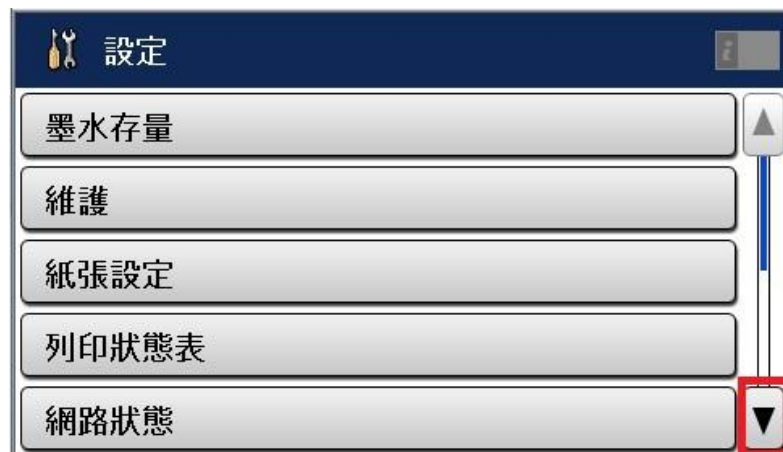 設定
墨水存量
維護
紙張設定
列印狀態表
網路狀態